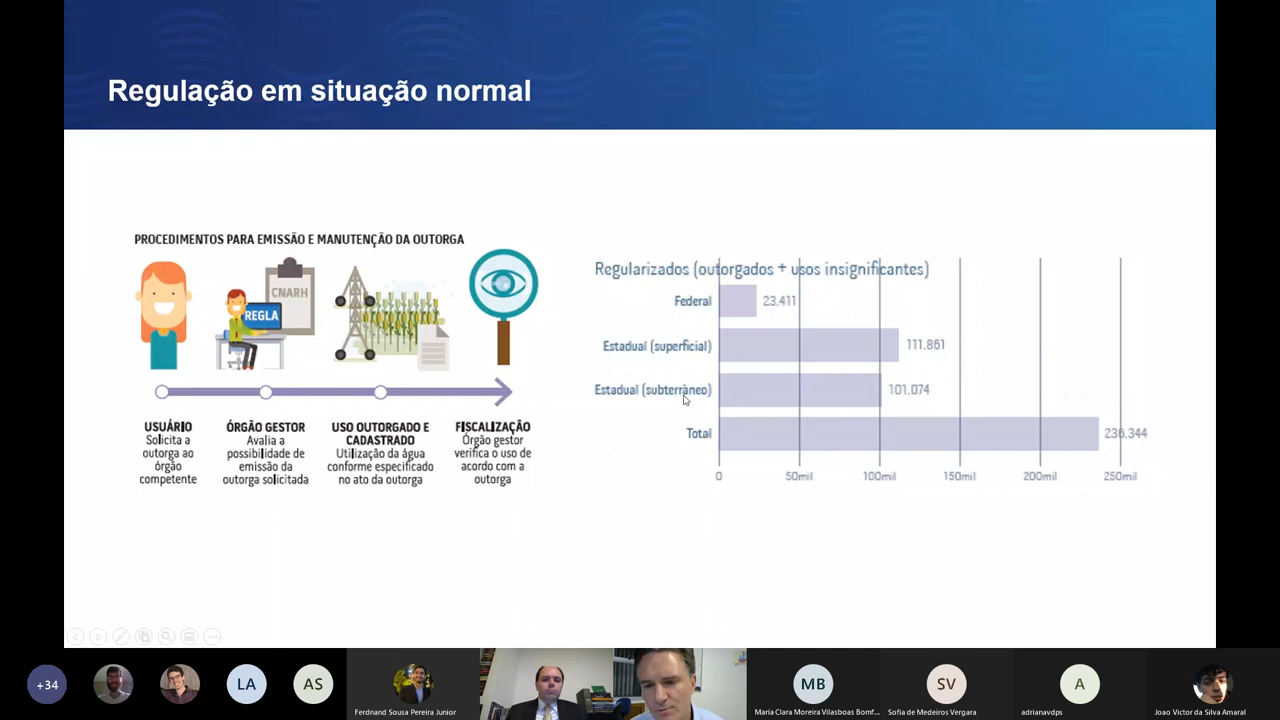 Regulação em situação normal
PROCEDIMENTOS PARA EMISSÃO E MANUTENÇÃO DA OUTORGA
CNARH
REGLA
USUÁRIO
Solicita a
outorga ao
órgão
competente
ÓRGÃO GESTOR
Avalia a
possibilidade de
emissão da
outorga solicitada
USO OUTORGADO E
CADASTRADO
Utilização da água
conforme especificado
no ato da outorga
FISCALIZAÇÃO
Órgão gestor
verifica o uso de
acordo com a
outorga
Regularizados (outorgados + usos insignificantes)
Federal 23.411
Estadual (superficial) 111.861
Estadual (subterrâneo) 101.074
Total 236.344
0 50mil 100mil 150mil 200mil 250mil
+34
LA
AS
Ferdnand Sousa Pereira Junior
MB
Maria Clara Moreira Vilasboas Bomf...
SV
Sofia de Medeiros Vergara
A
adrianavdps
Joao Victor da Silva Amaral